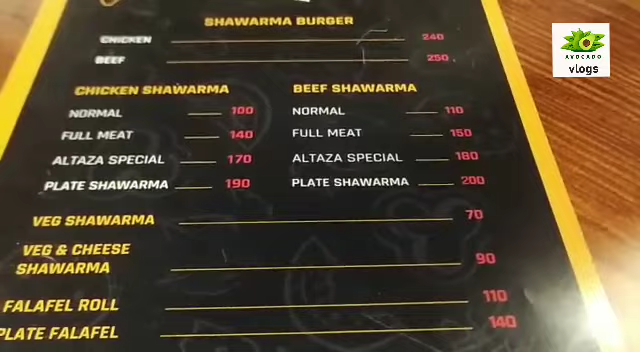 SHAWARMA BURGER
CHICKEN 240
BEEF 250
CHICKEN SHAWARMA
NORMAL 100
FULL MEAT 140
ALTAZA SPECIAL 170
PLATE SHAWARMA 190
BEEF SHAWARMA
NORMAL 110
FULL MEAT 150
ALTAZA SPECIAL 180
PLATE SHAWARMA 200
VEG SHAWARMA 70
VEG & CHEESE
SHAWARMA 90
FALAFEL ROLL 110
PLATE FALAFEL 140
AVOCADO
vlogs